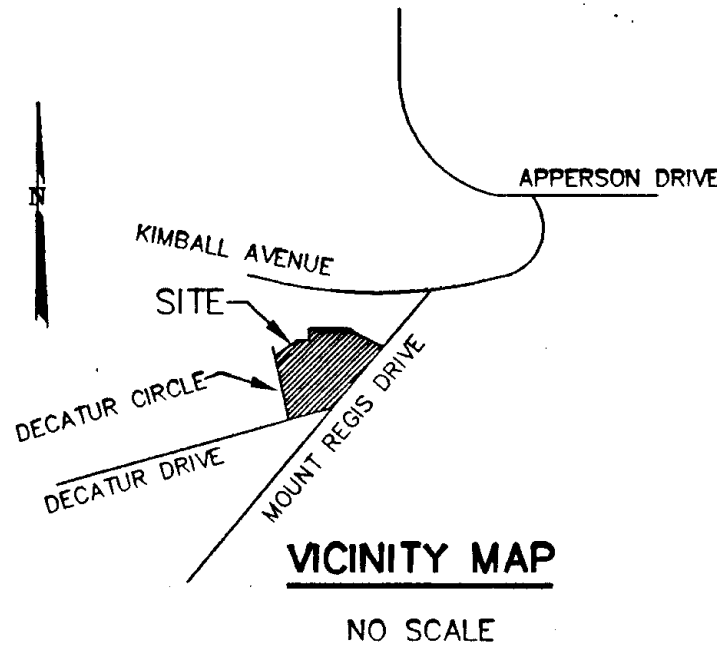 APPERSON DRIVE
N
KIMBALL AVENUE
SITE
DECATUR CIRCLE
MOUNT REGIS DRIVE
DECATUR DRIVE
VICINITY MAP
NO SCALE